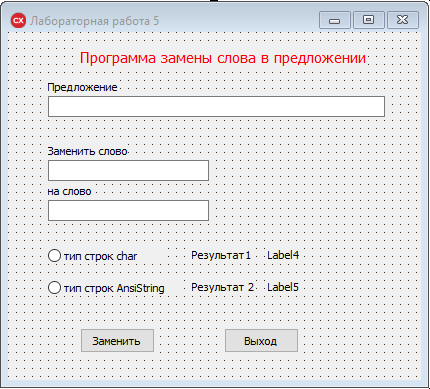 CX Лабораторная работа 5
Программа замены слова в предложении
Предложение
Заменить слово
на слово
тип строк char Результат1 Label4
тип строк AnsiString Результат 2 Label5
Заменить Выход